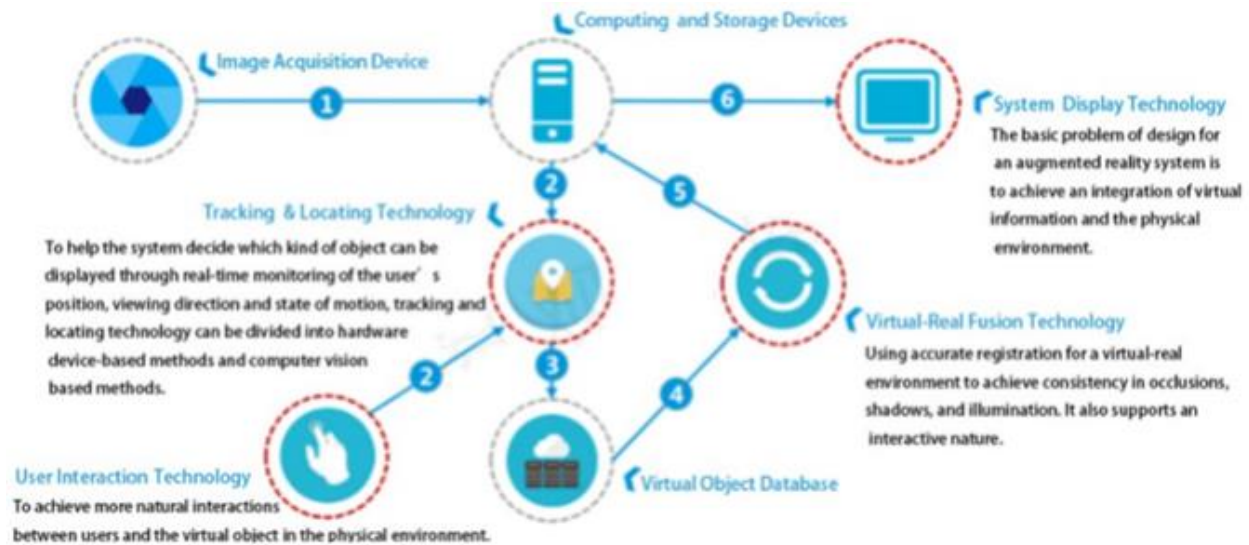 Computing and Storage Devices
Image Acquisition Device
1
6
System Display Technology
The basic problem of design for
an augmented reality system is
to achieve an integration of virtual
information and the physical
environment.
2
5
Tracking & Locating Technology
To help the system decide which kind of object can be
displayed through real-time monitoring of the user's
position, viewing direction and state of motion, tracking and
locating technology can be divided into hardware
device-based methods and computer vision
based methods.
Virtual-Real Fusion Technology
Using accurate registration for a virtual-real
environment to achieve consistency in occlusions,
shadows, and illumination. It also supports an
interactive nature.
2
3
4
User Interaction Technology
To achieve more natural interactions
between users and the virtual object in the physical environment.
Virtual Object Database